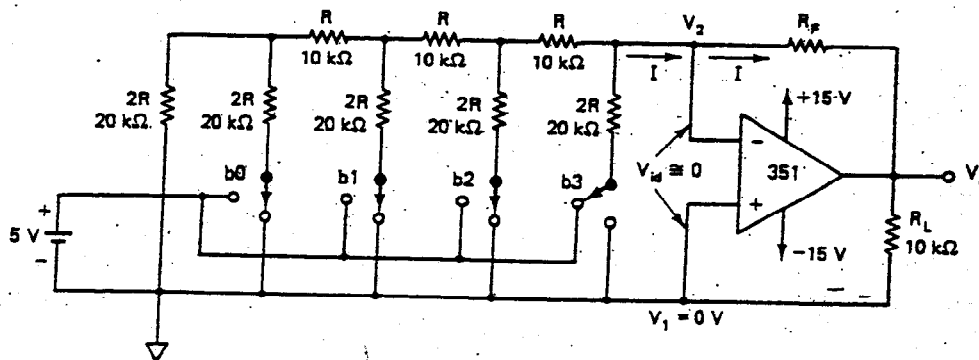 R
10 kΩ
R
10 kΩ
R
10 kΩ
V2
RF
I
I
2R
20 kΩ.
2R
20 kΩ
2R
20 kΩ
2R
20 kΩ
2R
20 kΩ
+15 V
Vid ≅ 0
−
351
+
−15 V
V
b0
b1
b2
b3
+
5 V
−
RL
10 kΩ
V1 = 0 V